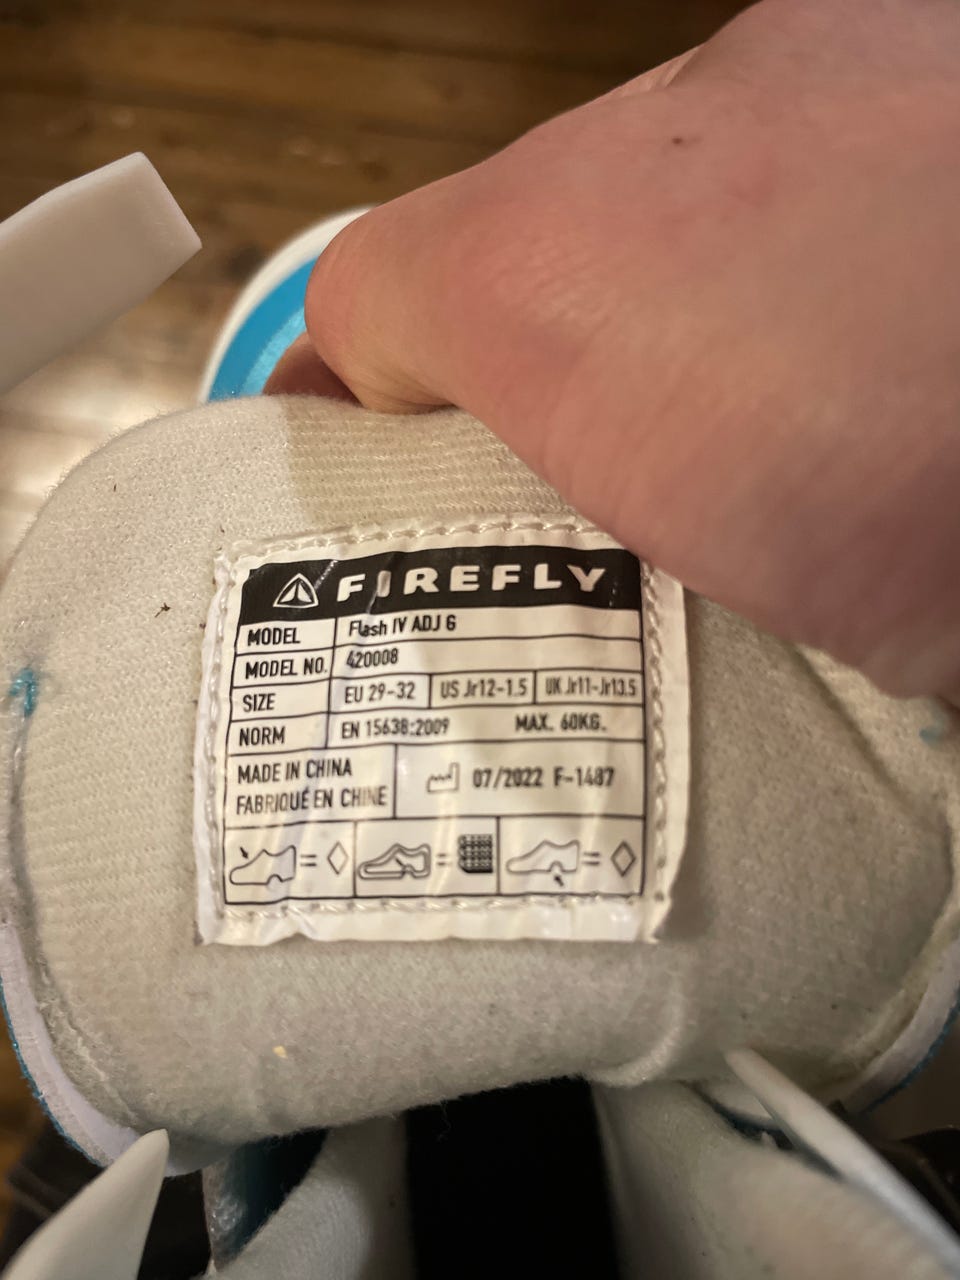 FIREFLY
MODEL Flash IV ADJ G
MODEL NO. 420008
SIZE EU 29-32 US Jr12-1.5 UK Jr11-Jr13.5
NORM EN 15638:2009 MAX. 60KG.
MADE IN CHINA
FABRIQUÉ EN CHINE
07/2022 F-1487
= =  =